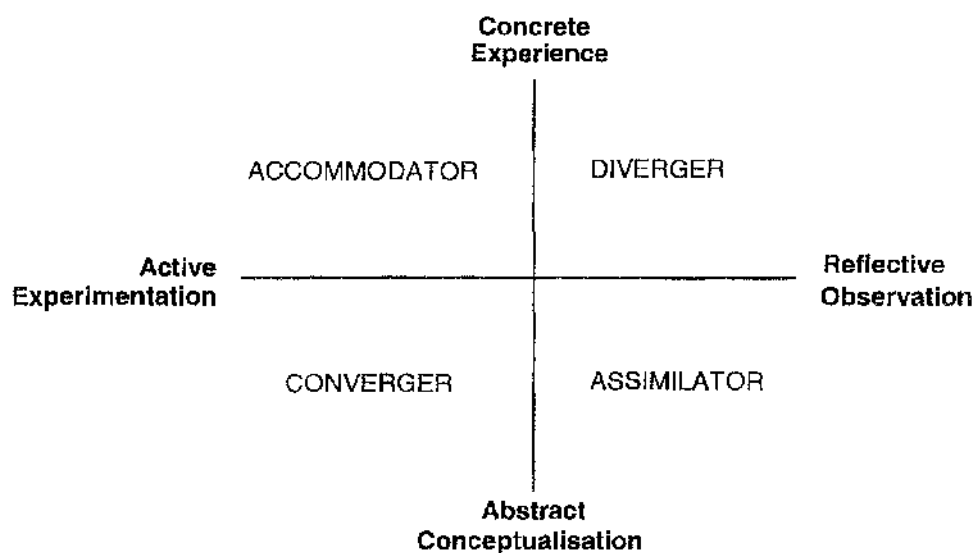 Concrete
Experience
ACCOMMODATOR
DIVERGER
Active
Experimentation
Reflective
Observation
CONVERGER
ASSIMILATOR
Abstract
Conceptualisation